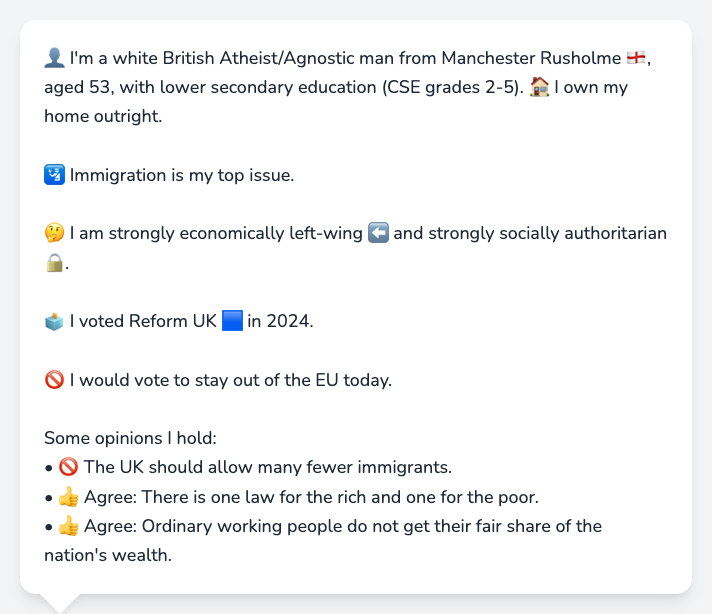 👤 I'm a white British Atheist/Agnostic man from Manchester Rusholme 🏴󠁧󠁢󠁥󠁮󠁧󠁿,
aged 53, with lower secondary education (CSE grades 2-5). 🏠 I own my
home outright.
🛂 Immigration is my top issue.
🤔 I am strongly economically left-wing ⬅️ and strongly socially authoritarian
🔒.
🗳️ I voted Reform UK 🟦 in 2024.
🚫 I would vote to stay out of the EU today.
Some opinions I hold:
• 🚫 The UK should allow many fewer immigrants.
• 👍 Agree: There is one law for the rich and one for the poor.
• 👍 Agree: Ordinary working people do not get their fair share of the
nation's wealth.